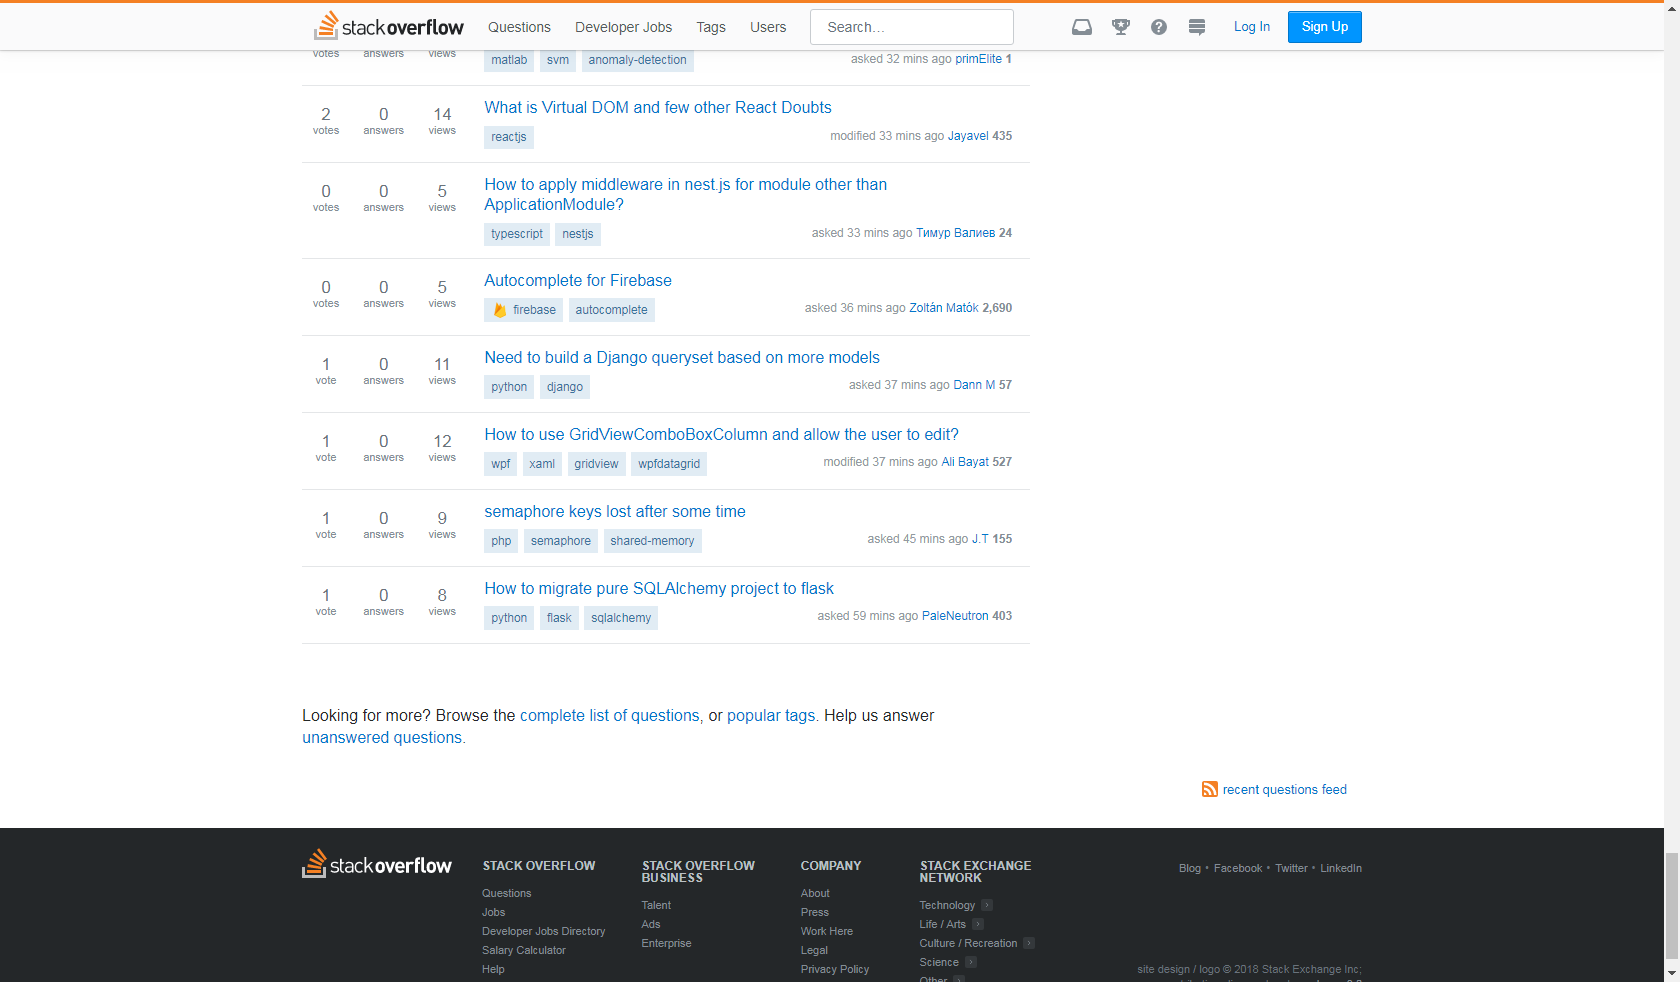 stackoverflow Questions Developer Jobs Tags Users Search... ? Log In Sign Up
votes answers views
matlab svm anomaly-detection
asked 32 mins ago primElite 1
2 votes 0 answers 14 views
What is Virtual DOM and few other React Doubts
reactjs
modified 33 mins ago Jayavel 435
0 votes 0 answers 5 views
How to apply middleware in nest.js for module other than
ApplicationModule?
typescript nestjs
asked 33 mins ago Тимур Валиев 24
0 votes 0 answers 5 views
Autocomplete for Firebase
firebase autocomplete
asked 36 mins ago Zoltán Matók 2,690
1 vote 0 answers 11 views
Need to build a Django queryset based on more models
python django
asked 37 mins ago Dann M 57
1 vote 0 answers 12 views
How to use GridViewComboBoxColumn and allow the user to edit?
wpf xaml gridview wpfdatagrid
modified 37 mins ago Ali Bayat 527
1 vote 0 answers 9 views
semaphore keys lost after some time
php semaphore shared-memory
asked 45 mins ago J.T 155
1 vote 0 answers 8 views
How to migrate pure SQLAlchemy project to flask
python flask sqlalchemy
asked 59 mins ago PaleNeutron 403
Looking for more? Browse the complete list of questions, or popular tags. Help us answer
unanswered questions.
recent questions feed
stackoverflow
STACK OVERFLOW
Questions
Jobs
Developer Jobs Directory
Salary Calculator
Help
STACK OVERFLOW
BUSINESS
Talent
Ads
Enterprise
COMPANY
About
Press
Work Here
Legal
Privacy Policy
STACK EXCHANGE
NETWORK
Technology
Life / Arts
Culture / Recreation
Science
Other
Blog • Facebook • Twitter • LinkedIn
site design / logo © 2018 Stack Exchange Inc;